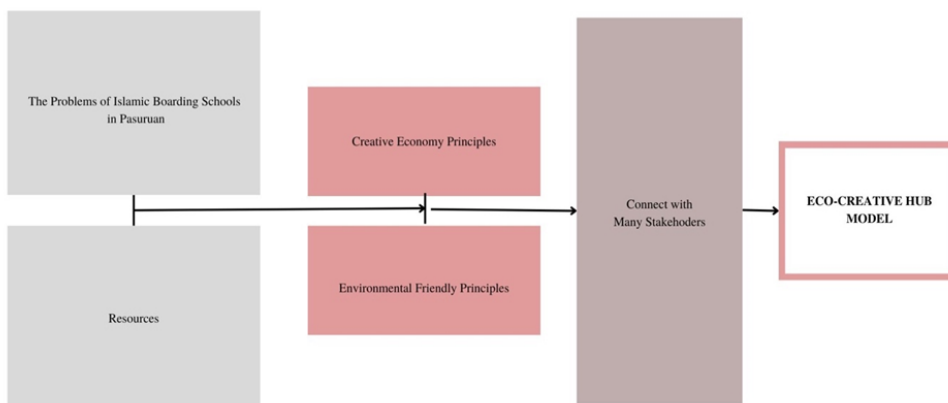 The Problems of Islamic Boarding Schools
in Pasuruan
Resources
Creative Economy Principles
Environmental Friendly Principles
Connect with
Many Stakehoders
ECO-CREATIVE HUB
MODEL